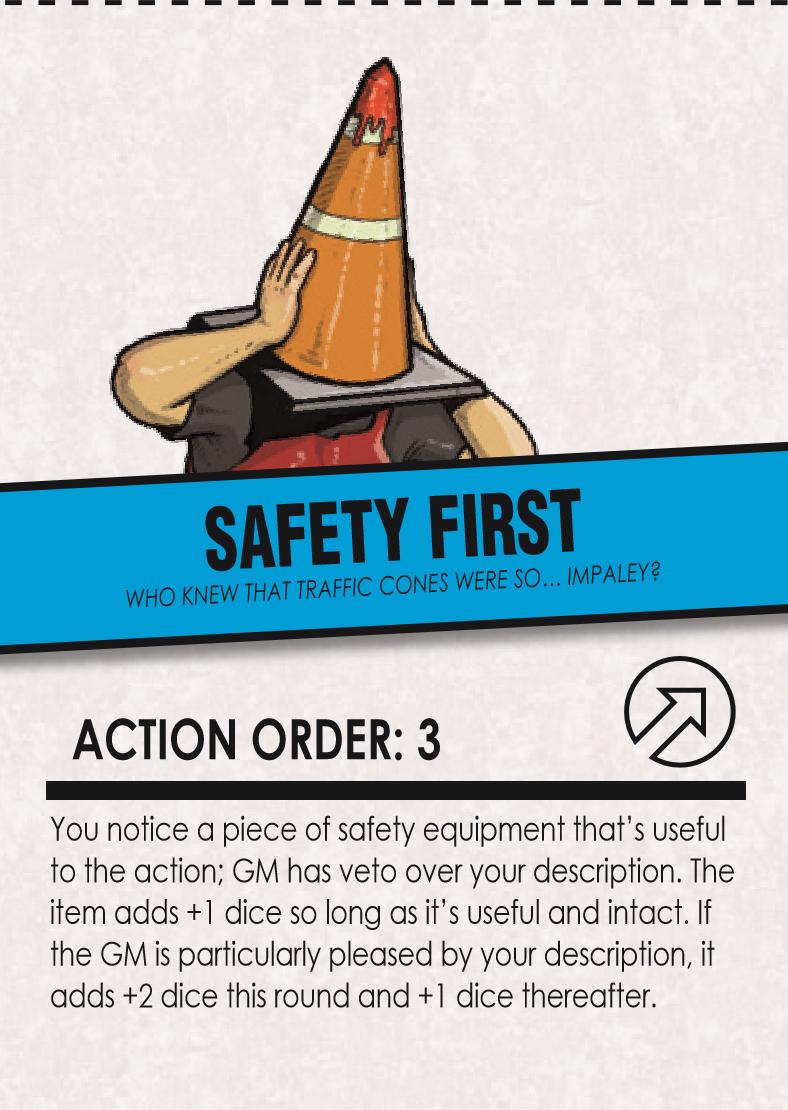 SAFETY FIRST
WHO KNEW THAT TRAFFIC CONES WERE SO... IMPALEY?
ACTION ORDER: 3
You notice a piece of safety equipment that's useful
to the action; GM has veto over your description. The
item adds +1 dice so long as it's useful and intact. If
the GM is particularly pleased by your description, it
adds +2 dice this round and +1 dice thereafter.